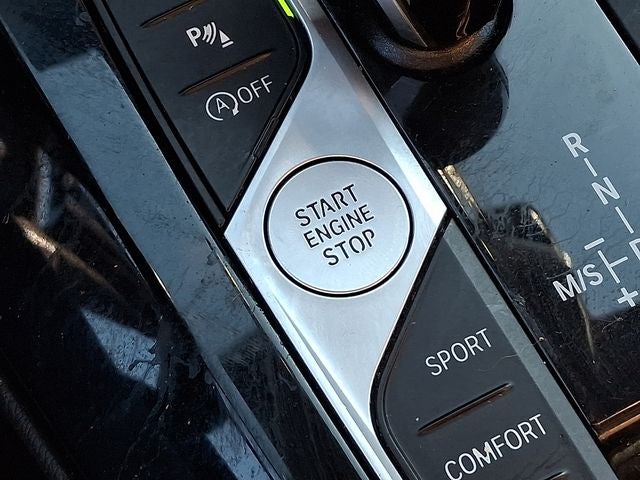 P
A OFF
START
ENGINE
STOP
SPORT
COMFORT
R
N
M/S
+